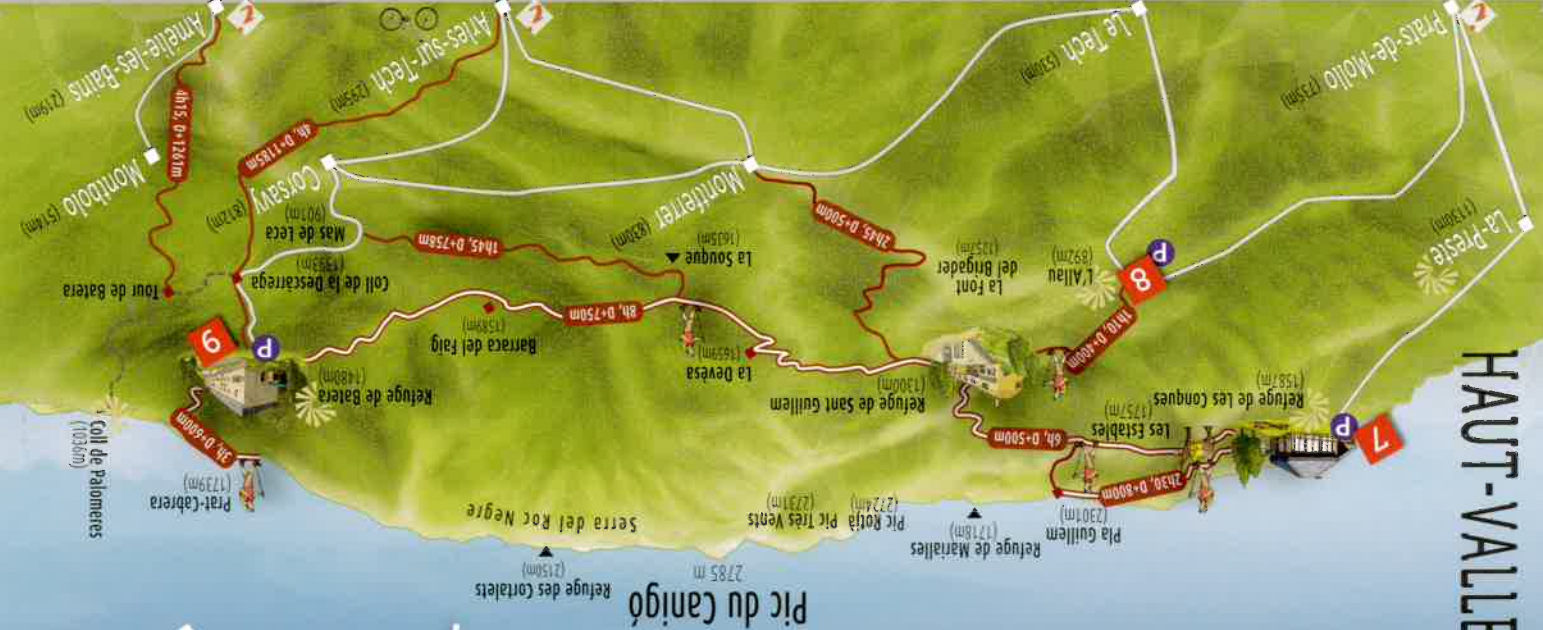 Pic du Canigó
2785 m
HAUT-VALLE
Refuge des Cortalets
(2150m)
Pla Guillem
(2301m)
Refuge de Mariailles
(1718m)
Pic Rotjà
(2724m)
Pic Très Vents
(2731m)
Serra del Roc Negre
Prat-Cabrera
(1739m)
Coll de Palomeres
(1036m)
7
P
2h30, D+800m
6h, D+500m
3h, D+600m
Refuge de Les Conques
(1587m)
Les Estables
(1757m)
Refuge de Sant Guillem
(1300m)
La Devèsa
(1659m)
Refuge de Batera
(1480m)
Barraca del Faig
(1589m)
1h10, D+400m
8h, D+750m
9
P
8
P
L'Allau
(892m)
La Font
del Brigader
(1257m)
La Souque
(1635m)
Coll de la Descàrrega
(1393m)
Tour de Batera
La-Preste
(1130m)
2h45, D+500m
1h45, D+758m
Montferrer
(830m)
Mas de Leca
(901m)
Corsavy
(812m)
Montbolo
(514m)
4h, D+1185m
4h15, D+1261m
Prats-de-Mollo
(735m)
Le Tech
(530m)
Arles-sur-Tech
(295m)
Amélie-les-Bains
(219m)
2
2
2